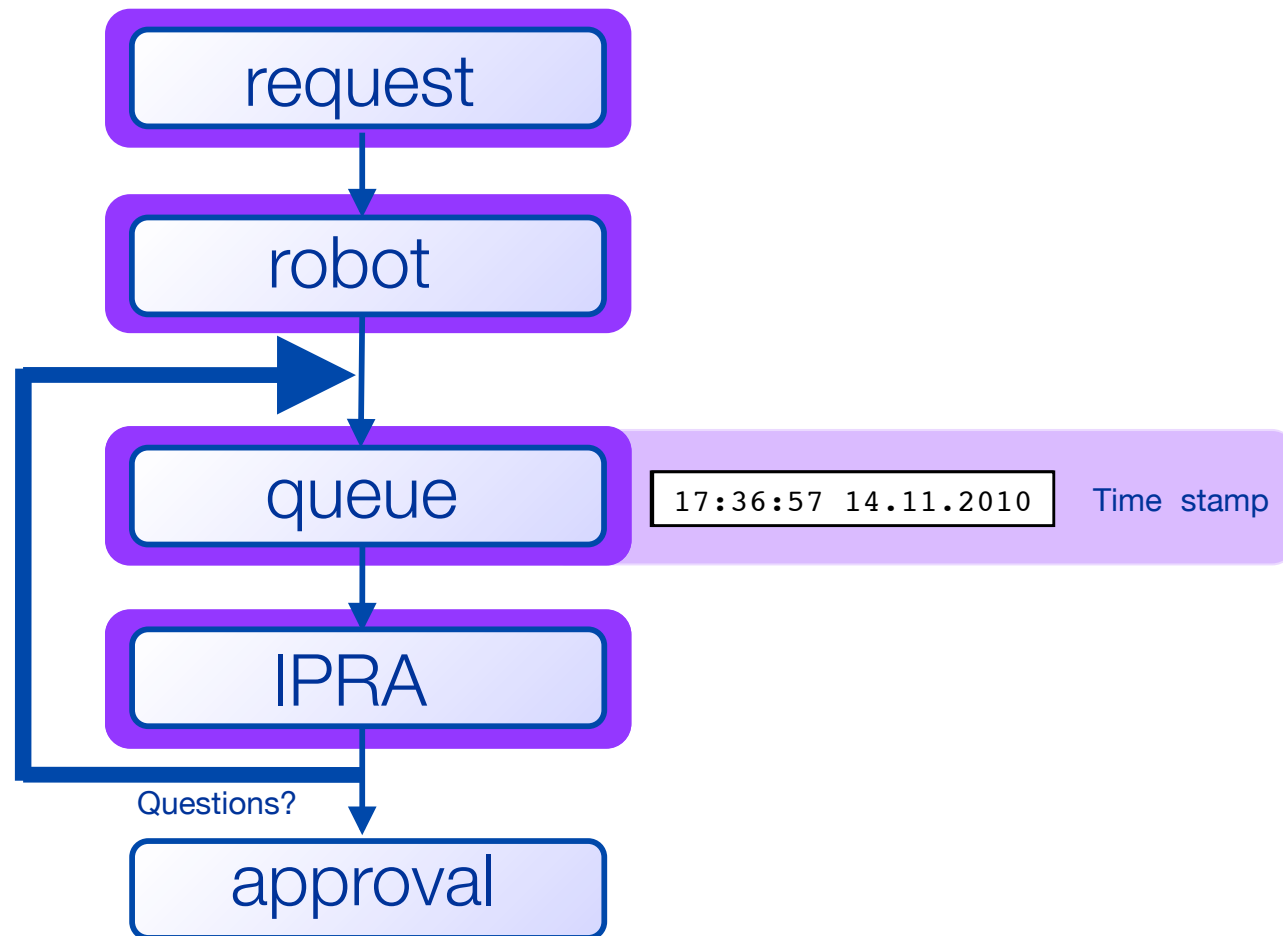 request
robot
queue
17:36:57 14.11.2010 Time stamp
IPRA
Questions?
approval